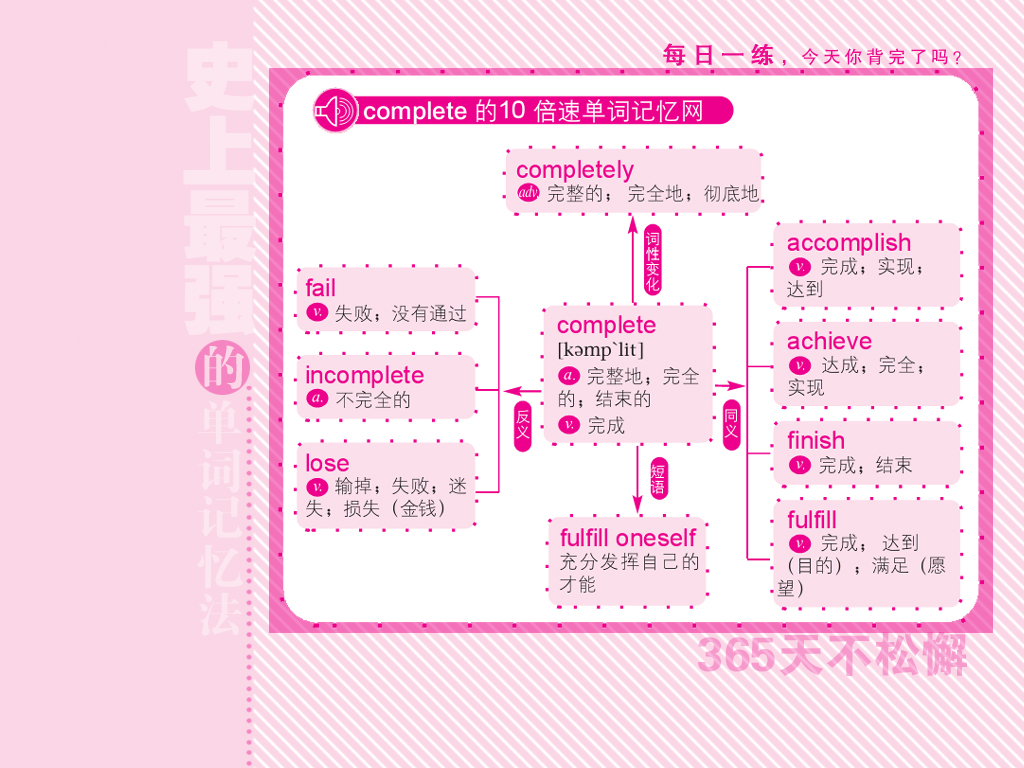 史上最强的单词记忆法
每日一练，今天你背完了吗?
complete 的10 倍速单词记忆网
completely
adv 完整的； 完全地；彻底地
词性变化
fail
v. 失败；没有通过
incomplete
a. 不完全的
lose
v. 输掉；失败；迷
失；损失（金钱）
反义
complete
[kəmp`lit]
a. 完整地；完全
的；结束的
v. 完成
同义
accomplish
v. 完成；实现；
达到
achieve
v. 达成；完全；
实现
finish
v. 完成；结束
fulfill
v. 完成； 达到
（目的）；满足（愿
望）
短语
fulfill oneself
充分发挥自己的
才能
365天不松懈